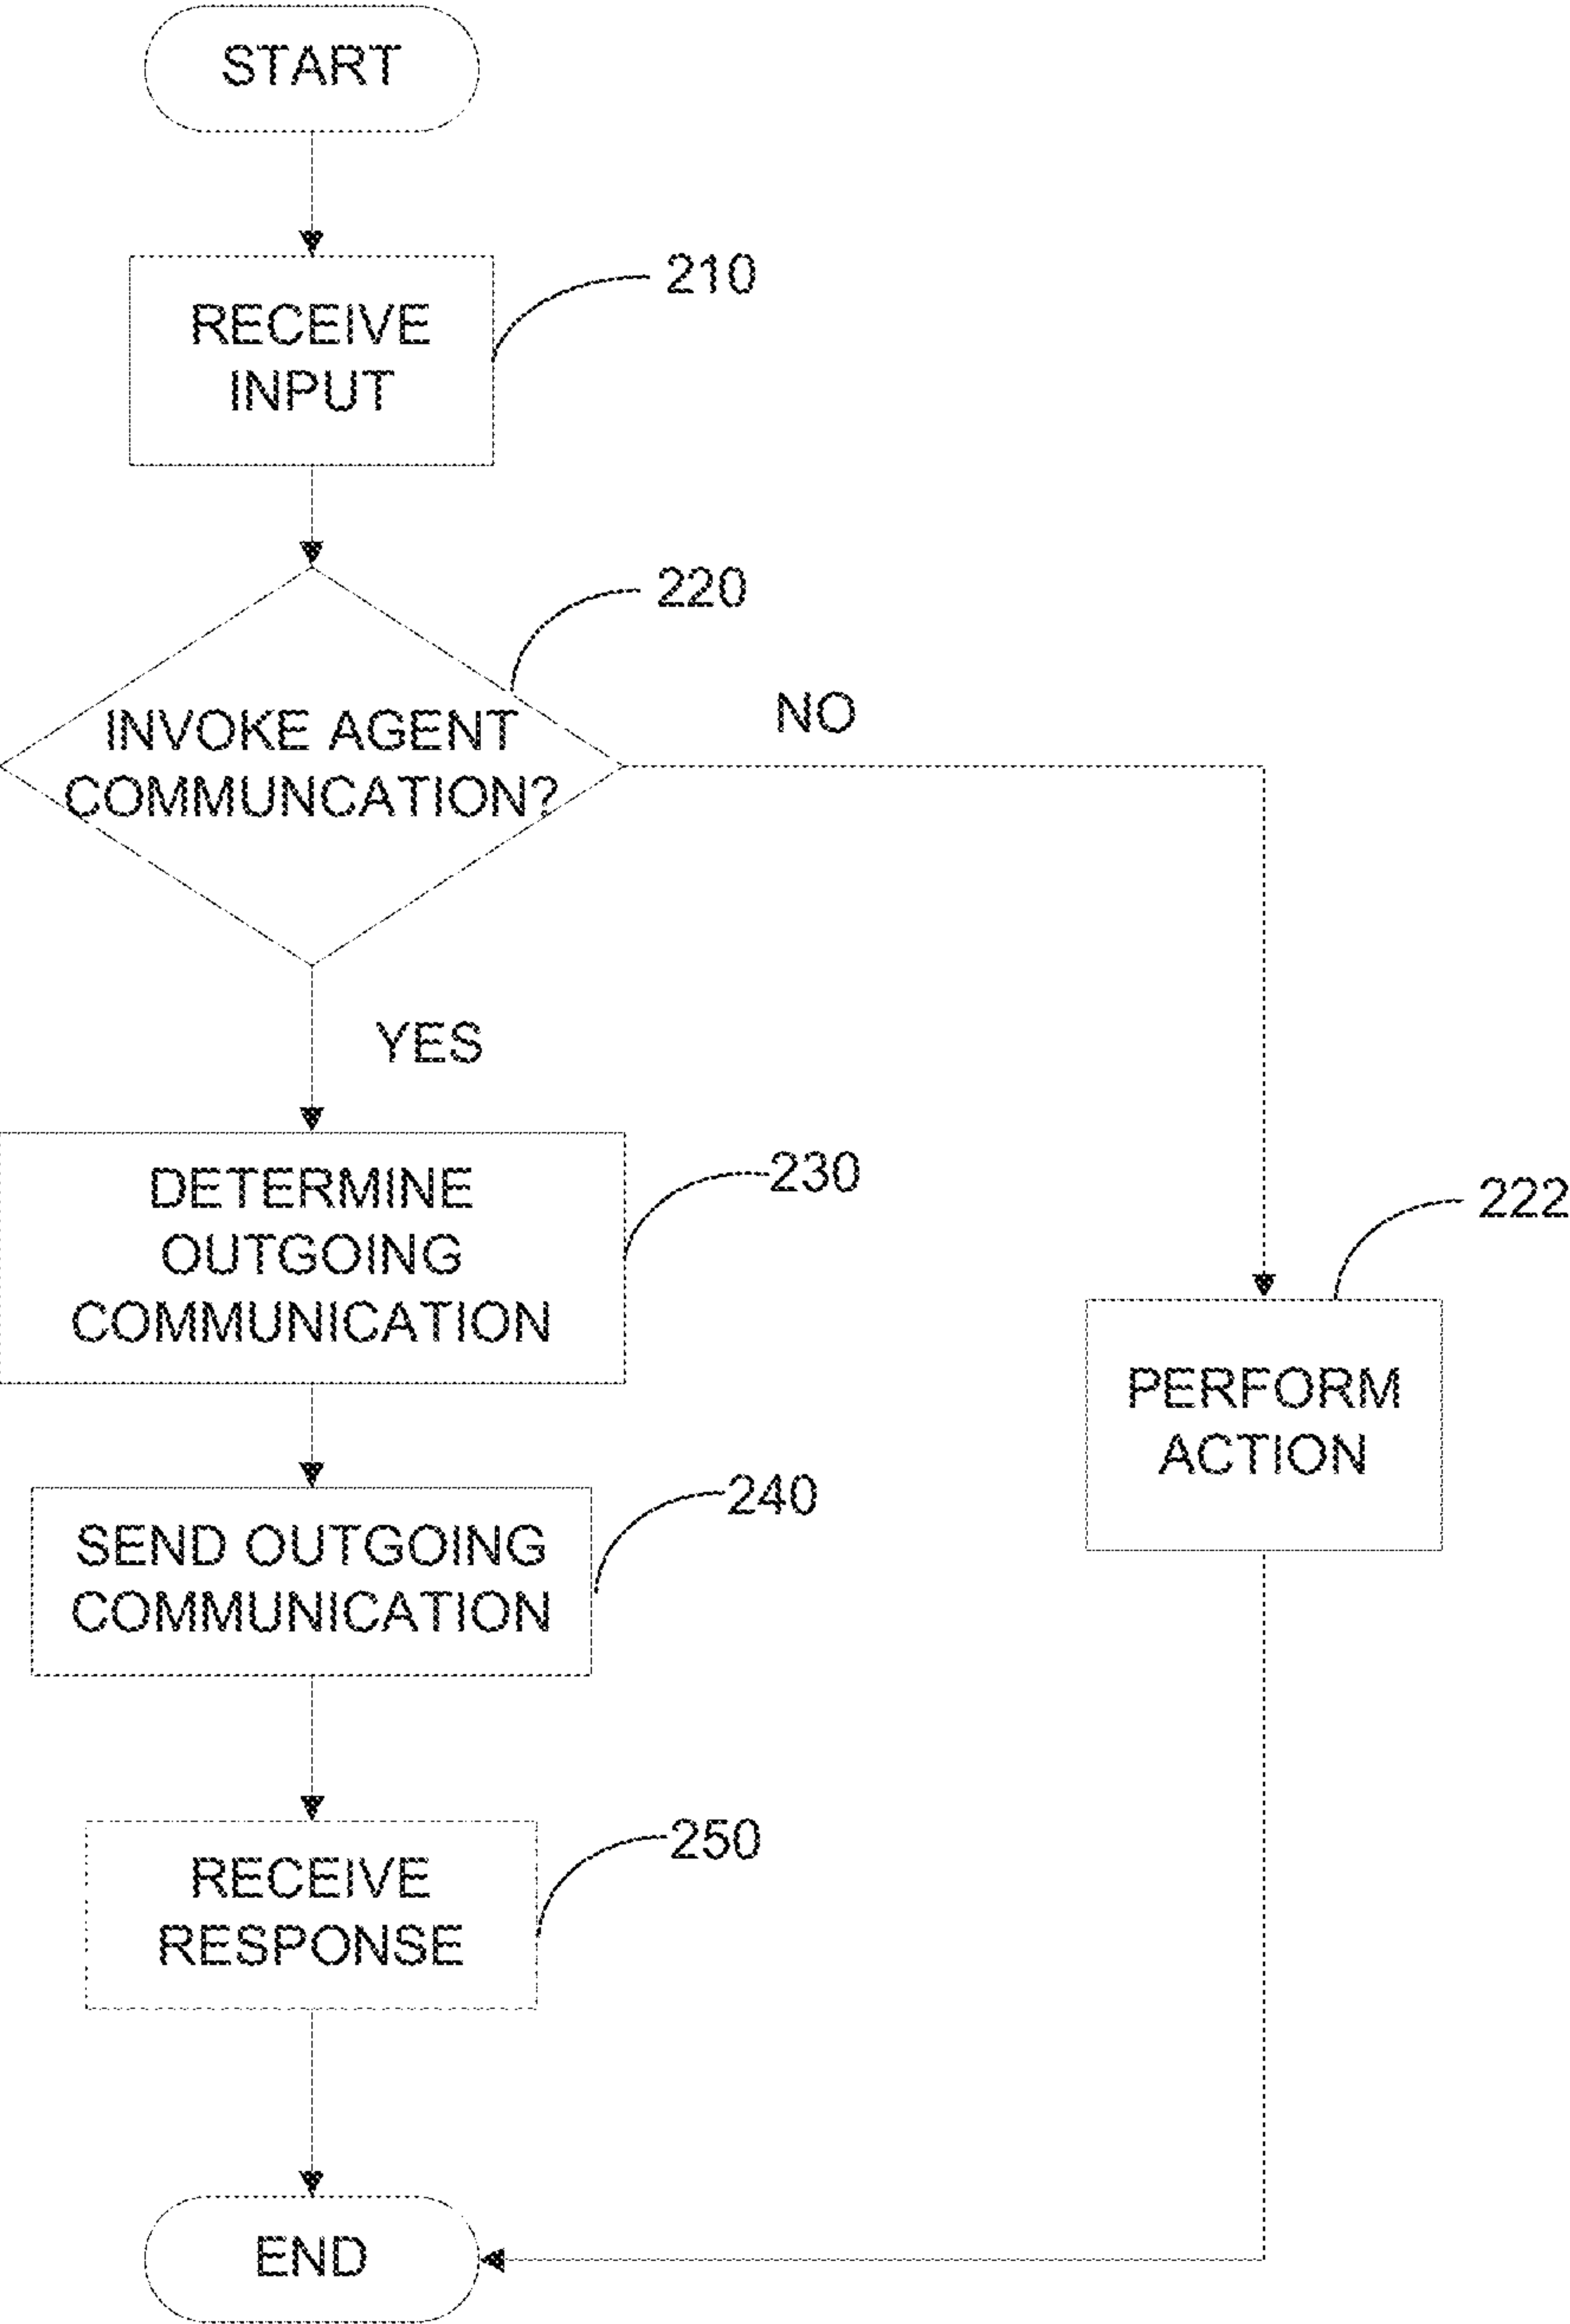 START
210
RECEIVE
INPUT
220
INVOKE AGENT
COMMUNCATION?
NO
YES
230
DETERMINE
OUTGOING
COMMUNICATION
222
PERFORM
ACTION
240
SEND OUTGOING
COMMUNICATION
250
RECEIVE
RESPONSE
END